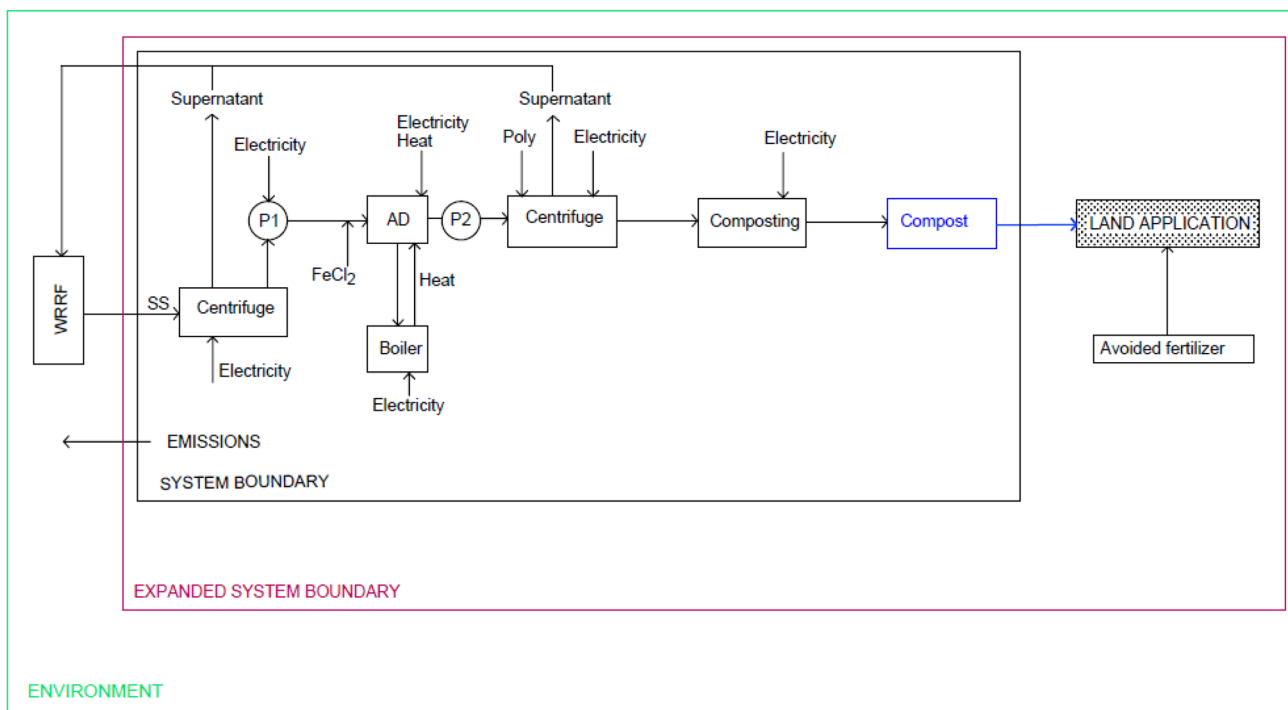 Supernatant
Supernatant
Electricity
Electricity
Heat
Poly
Electricity
Electricity
P1
AD
P2
Centrifuge
Composting
Compost
LAND APPLICATION
FeCl2
Heat
WRRF
SS
Centrifuge
Boiler
Avoided fertilizer
Electricity
Electricity
EMISSIONS
SYSTEM BOUNDARY
EXPANDED SYSTEM BOUNDARY
ENVIRONMENT